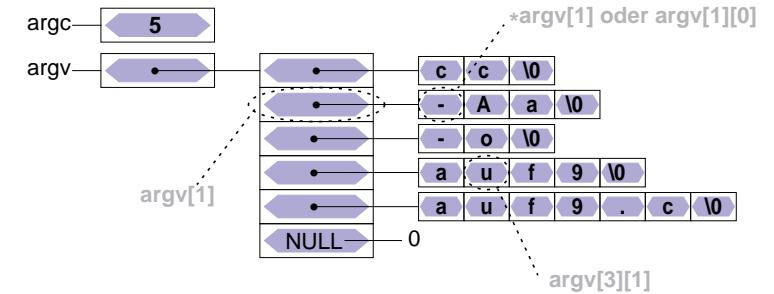 *argv[1] oder argv[1][0]
argc 5
argv
c c \0
- A a \0
- o \0
argv[1]
a u f 9 \0
a u f 9 . c \0
NULL 0
argv[3][1]